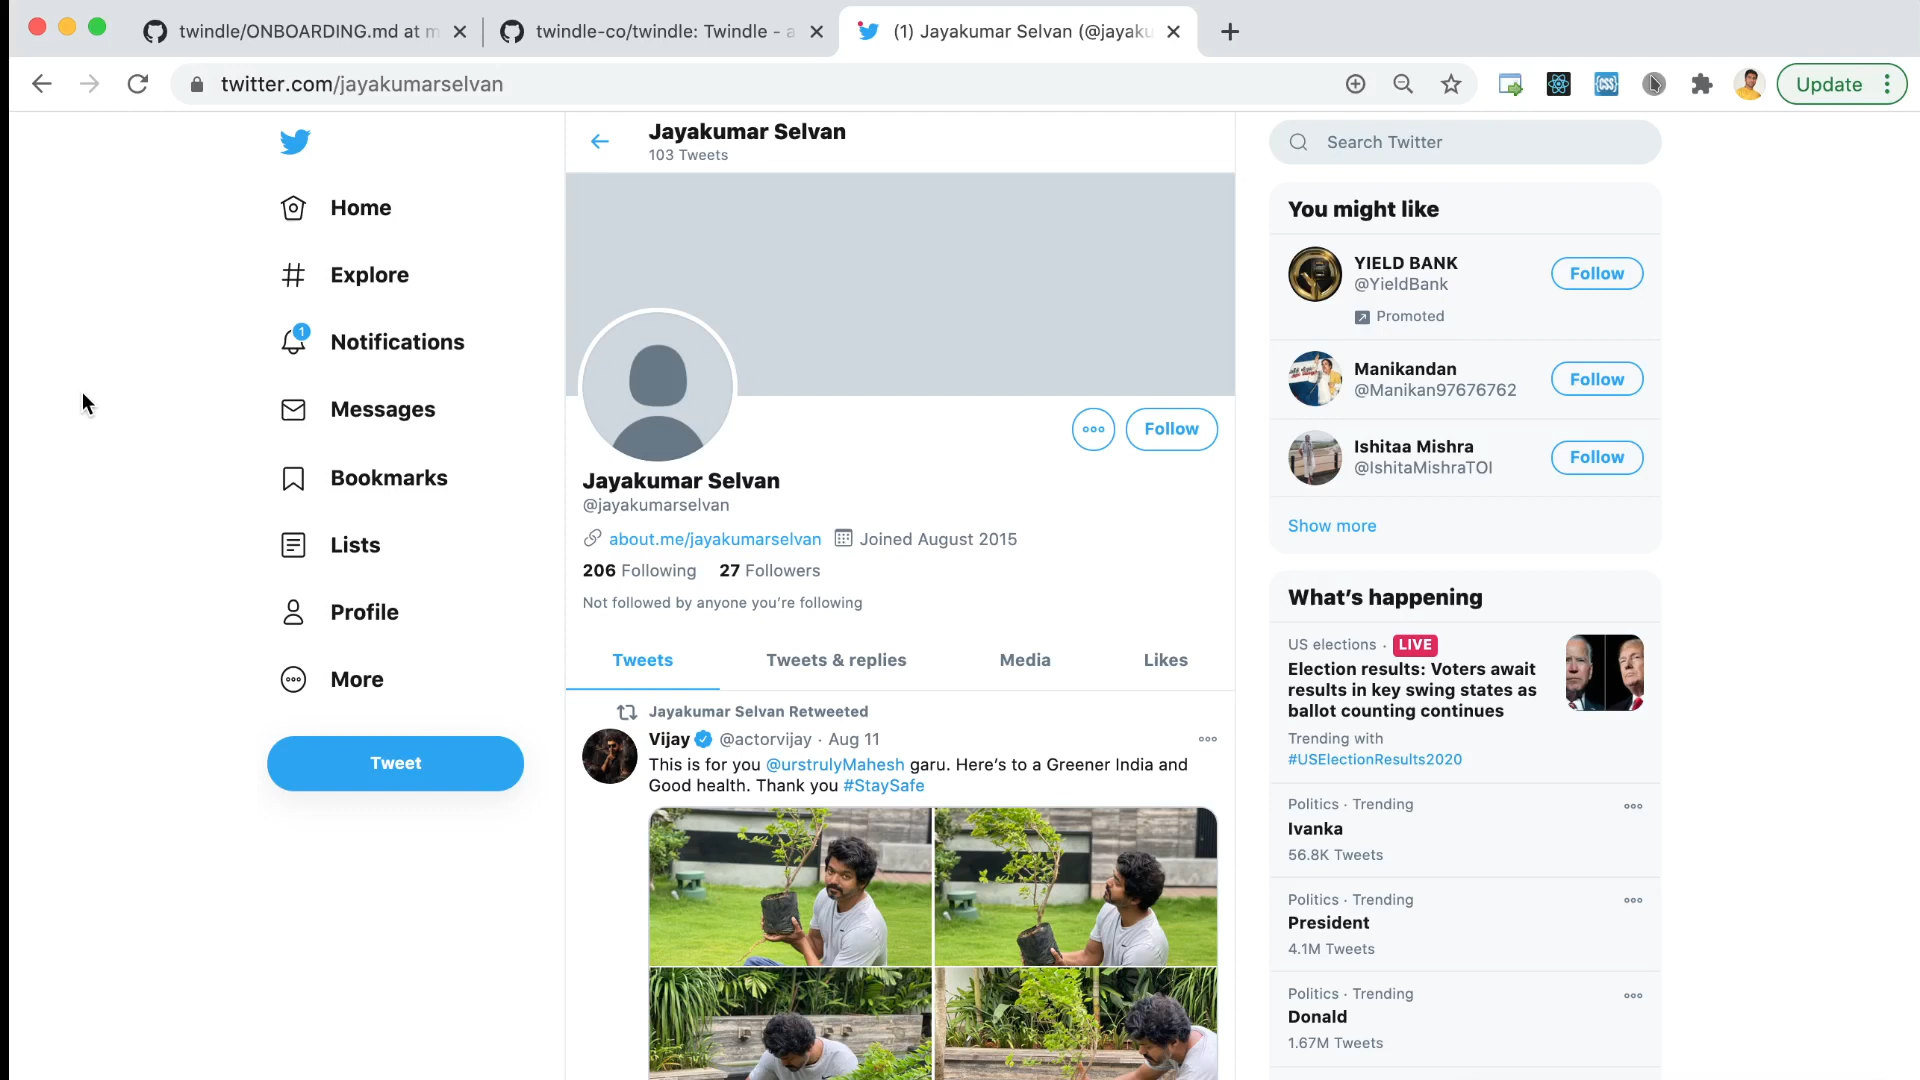 twindle/ONBOARDING.md at m
twindle-co/twindle: Twindle - a
(1) Jayakumar Selvan (@jayaku
twitter.com/jayakumarselvan
Update
Home
Explore
1
Notifications
Messages
Bookmarks
Lists
Profile
More
Tweet
Jayakumar Selvan
103 Tweets
Follow
Jayakumar Selvan
@jayakumarselvan
about.me/jayakumarselvan Joined August 2015
206 Following 27 Followers
Not followed by anyone you're following
Tweets Tweets & replies Media Likes
Jayakumar Selvan Retweeted
Vijay @actorvijay · Aug 11
This is for you @urstrulyMahesh garu. Here's to a Greener India and
Good health. Thank you #StaySafe
Search Twitter
You might like
YIELD BANK
@YieldBank
Follow
Promoted
Manikandan
@Manikan97676762
Follow
Ishitaa Mishra
@IshitaMishraTOI
Follow
Show more
What's happening
US elections · LIVE
Election results: Voters await
results in key swing states as
ballot counting continues
Trending with
#USElectionResults2020
Politics · Trending
Ivanka
56.8K Tweets
Politics · Trending
President
4.1M Tweets
Politics · Trending
Donald
1.67M Tweets